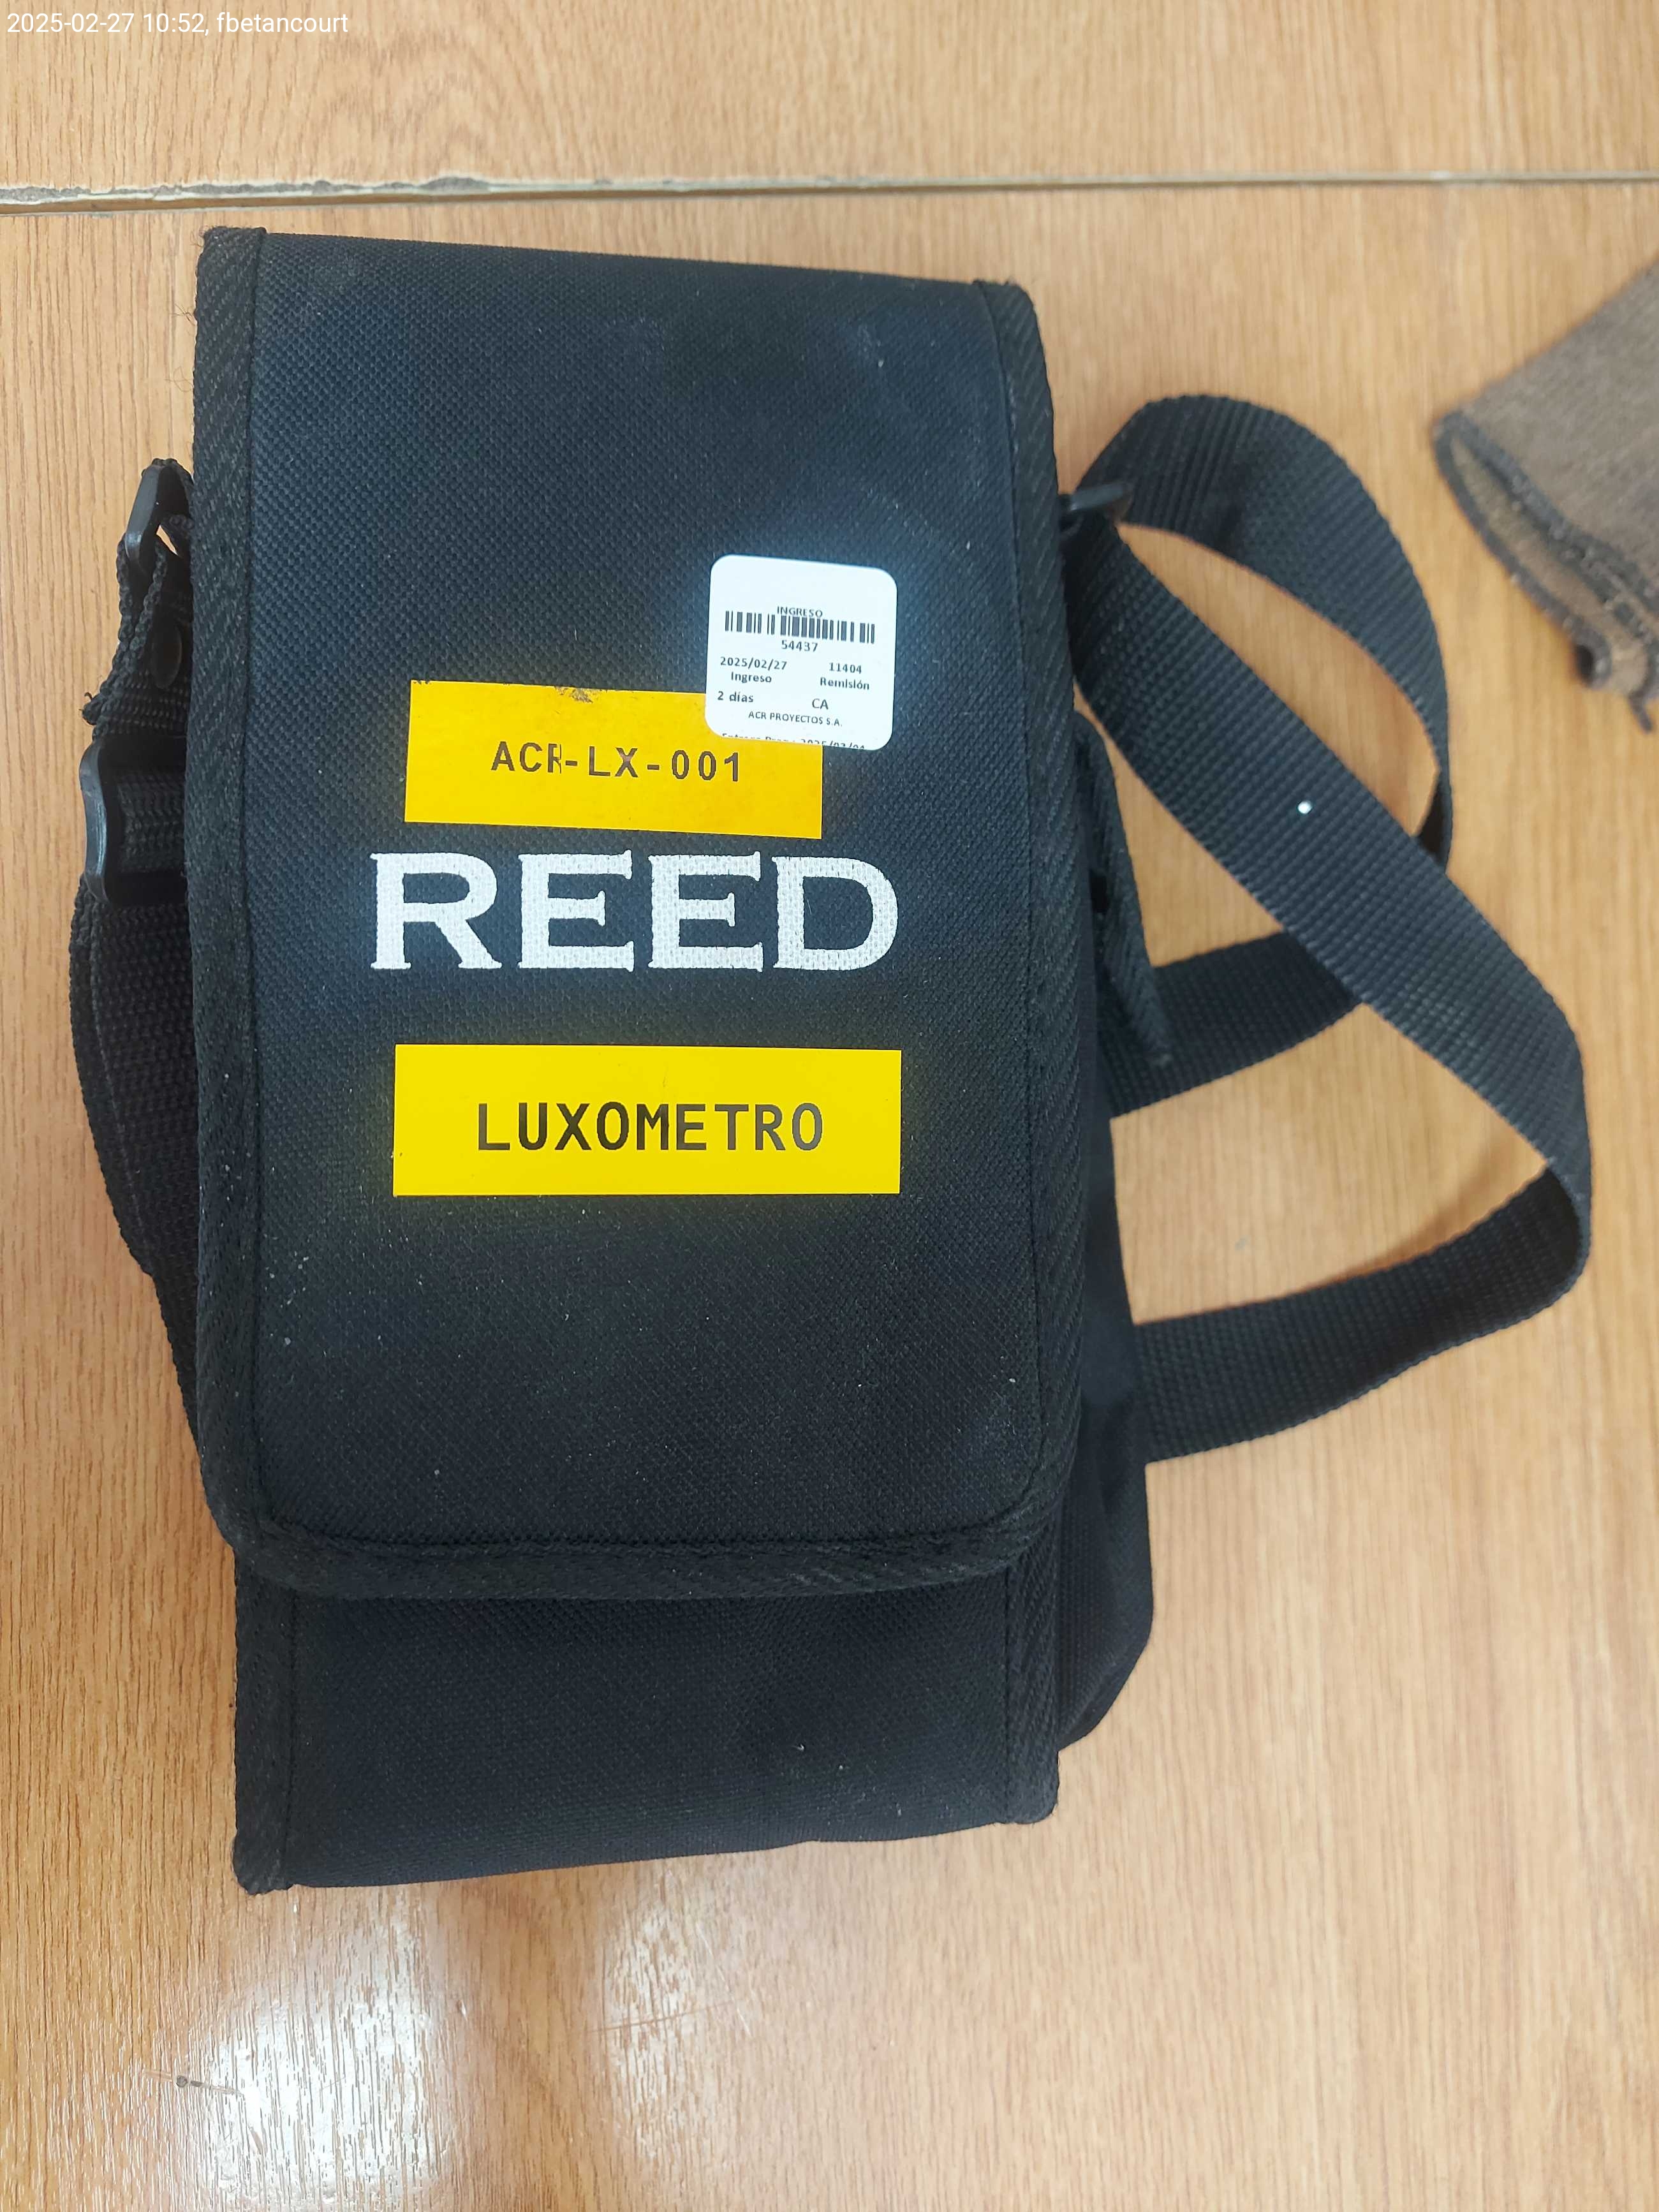 2025-02-27 10:52, fbetancourt
INGRESO
54437
2025/02/27 11404
Ingreso Remisión
2 días CA
ACR PROYECTOS S.A.
ACR-LX-001
REED
LUXOMETRO